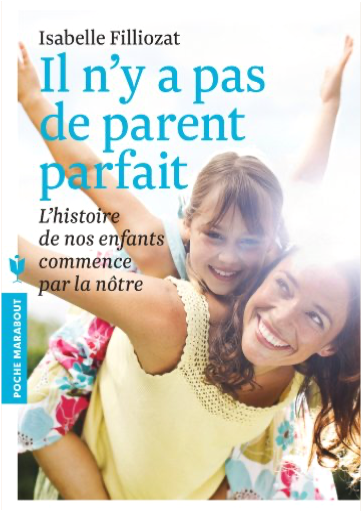 Isabelle Filliozat
Il n’y a pas
de parent
parfait
L’histoire
de nos enfants
commence
par la nôtre
POCHE MARABOUT